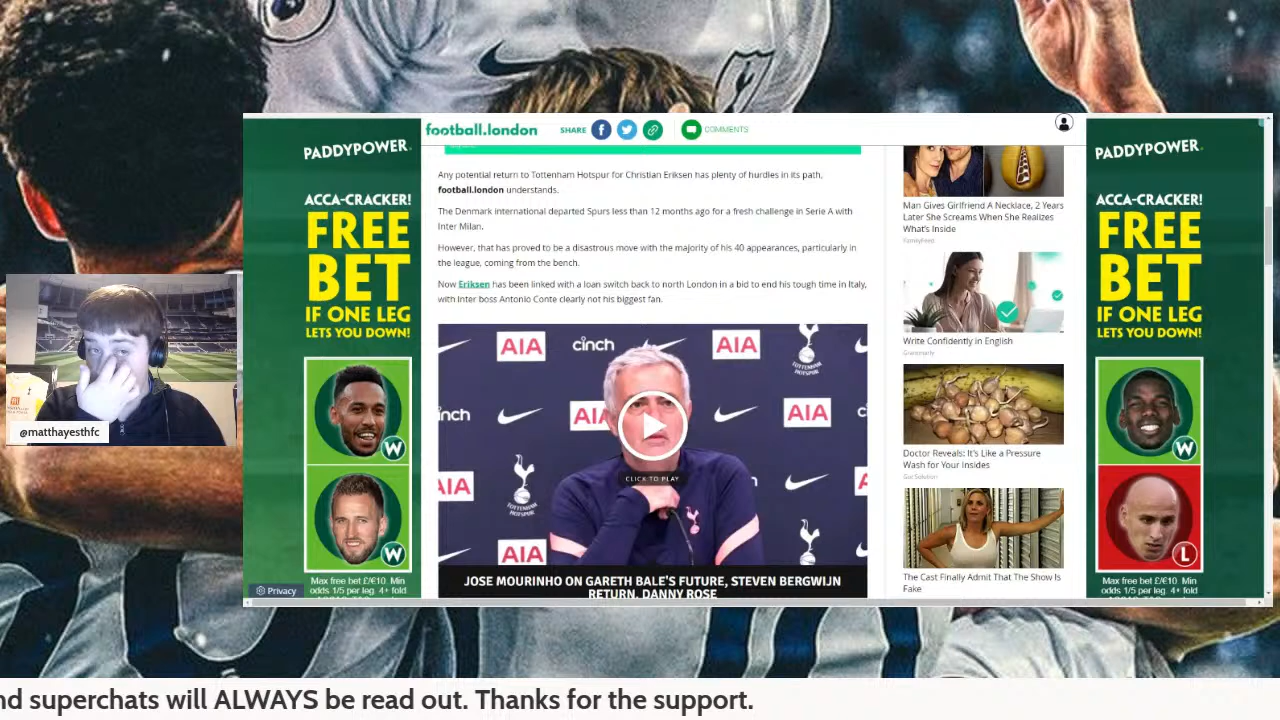 PADDYPOWER.
ACCA-CRACKER!
FREE
BET
IF ONE LEG
LETS YOU DOWN!
W
W
Max free bet £/€10. Min
odds 1/5 per leg. 4+ fold
Privacy
@matthayesthfc
football.london
SHARE
COMMENTS
Any potential return to Tottenham Hotspur for Christian Eriksen has plenty of hurdles in its path,
football.london understands.
The Denmark international departed Spurs less than 12 months ago for a fresh challenge in Serie A with
Inter Milan.
However, that has proved to be a disastrous move with the majority of his 40 appearances, particularly in
the league, coming from the bench.
Now Eriksen has been linked with a loan switch back to north London in a bid to end his tough time in Italy,
with Inter boss Antonio Conte clearly not his biggest fan.
AIA
cinch
AIA
TOTTENHAM
HOTSPUR
inch
AIA
AIA
CLICK TO PLAY
AIA
TOTTENHAM
HOTSPUR
AIA
JOSE MOURINHO ON GARETH BALE'S FUTURE, STEVEN BERGWIJN
RETURN, DANNY ROSE
Man Gives Girlfriend A Necklace, 2 Years
Later She Screams When She Realizes
What's Inside
FunnyFeed
Write Confidently in English
Grammarly
Doctor Reveals: It's Like a Pressure
Wash for Your Insides
Gut Solution
The Cast Finally Admit That The Show Is
Fake
PADDYPOWER.
ACCA-CRACKER!
FREE
BET
IF ONE LEG
LETS YOU DOWN!
W
L
Max free bet £/€10. Min
odds 1/5 per leg. 4+ fold
nd superchats will ALWAYS be read out. Thanks for the support.